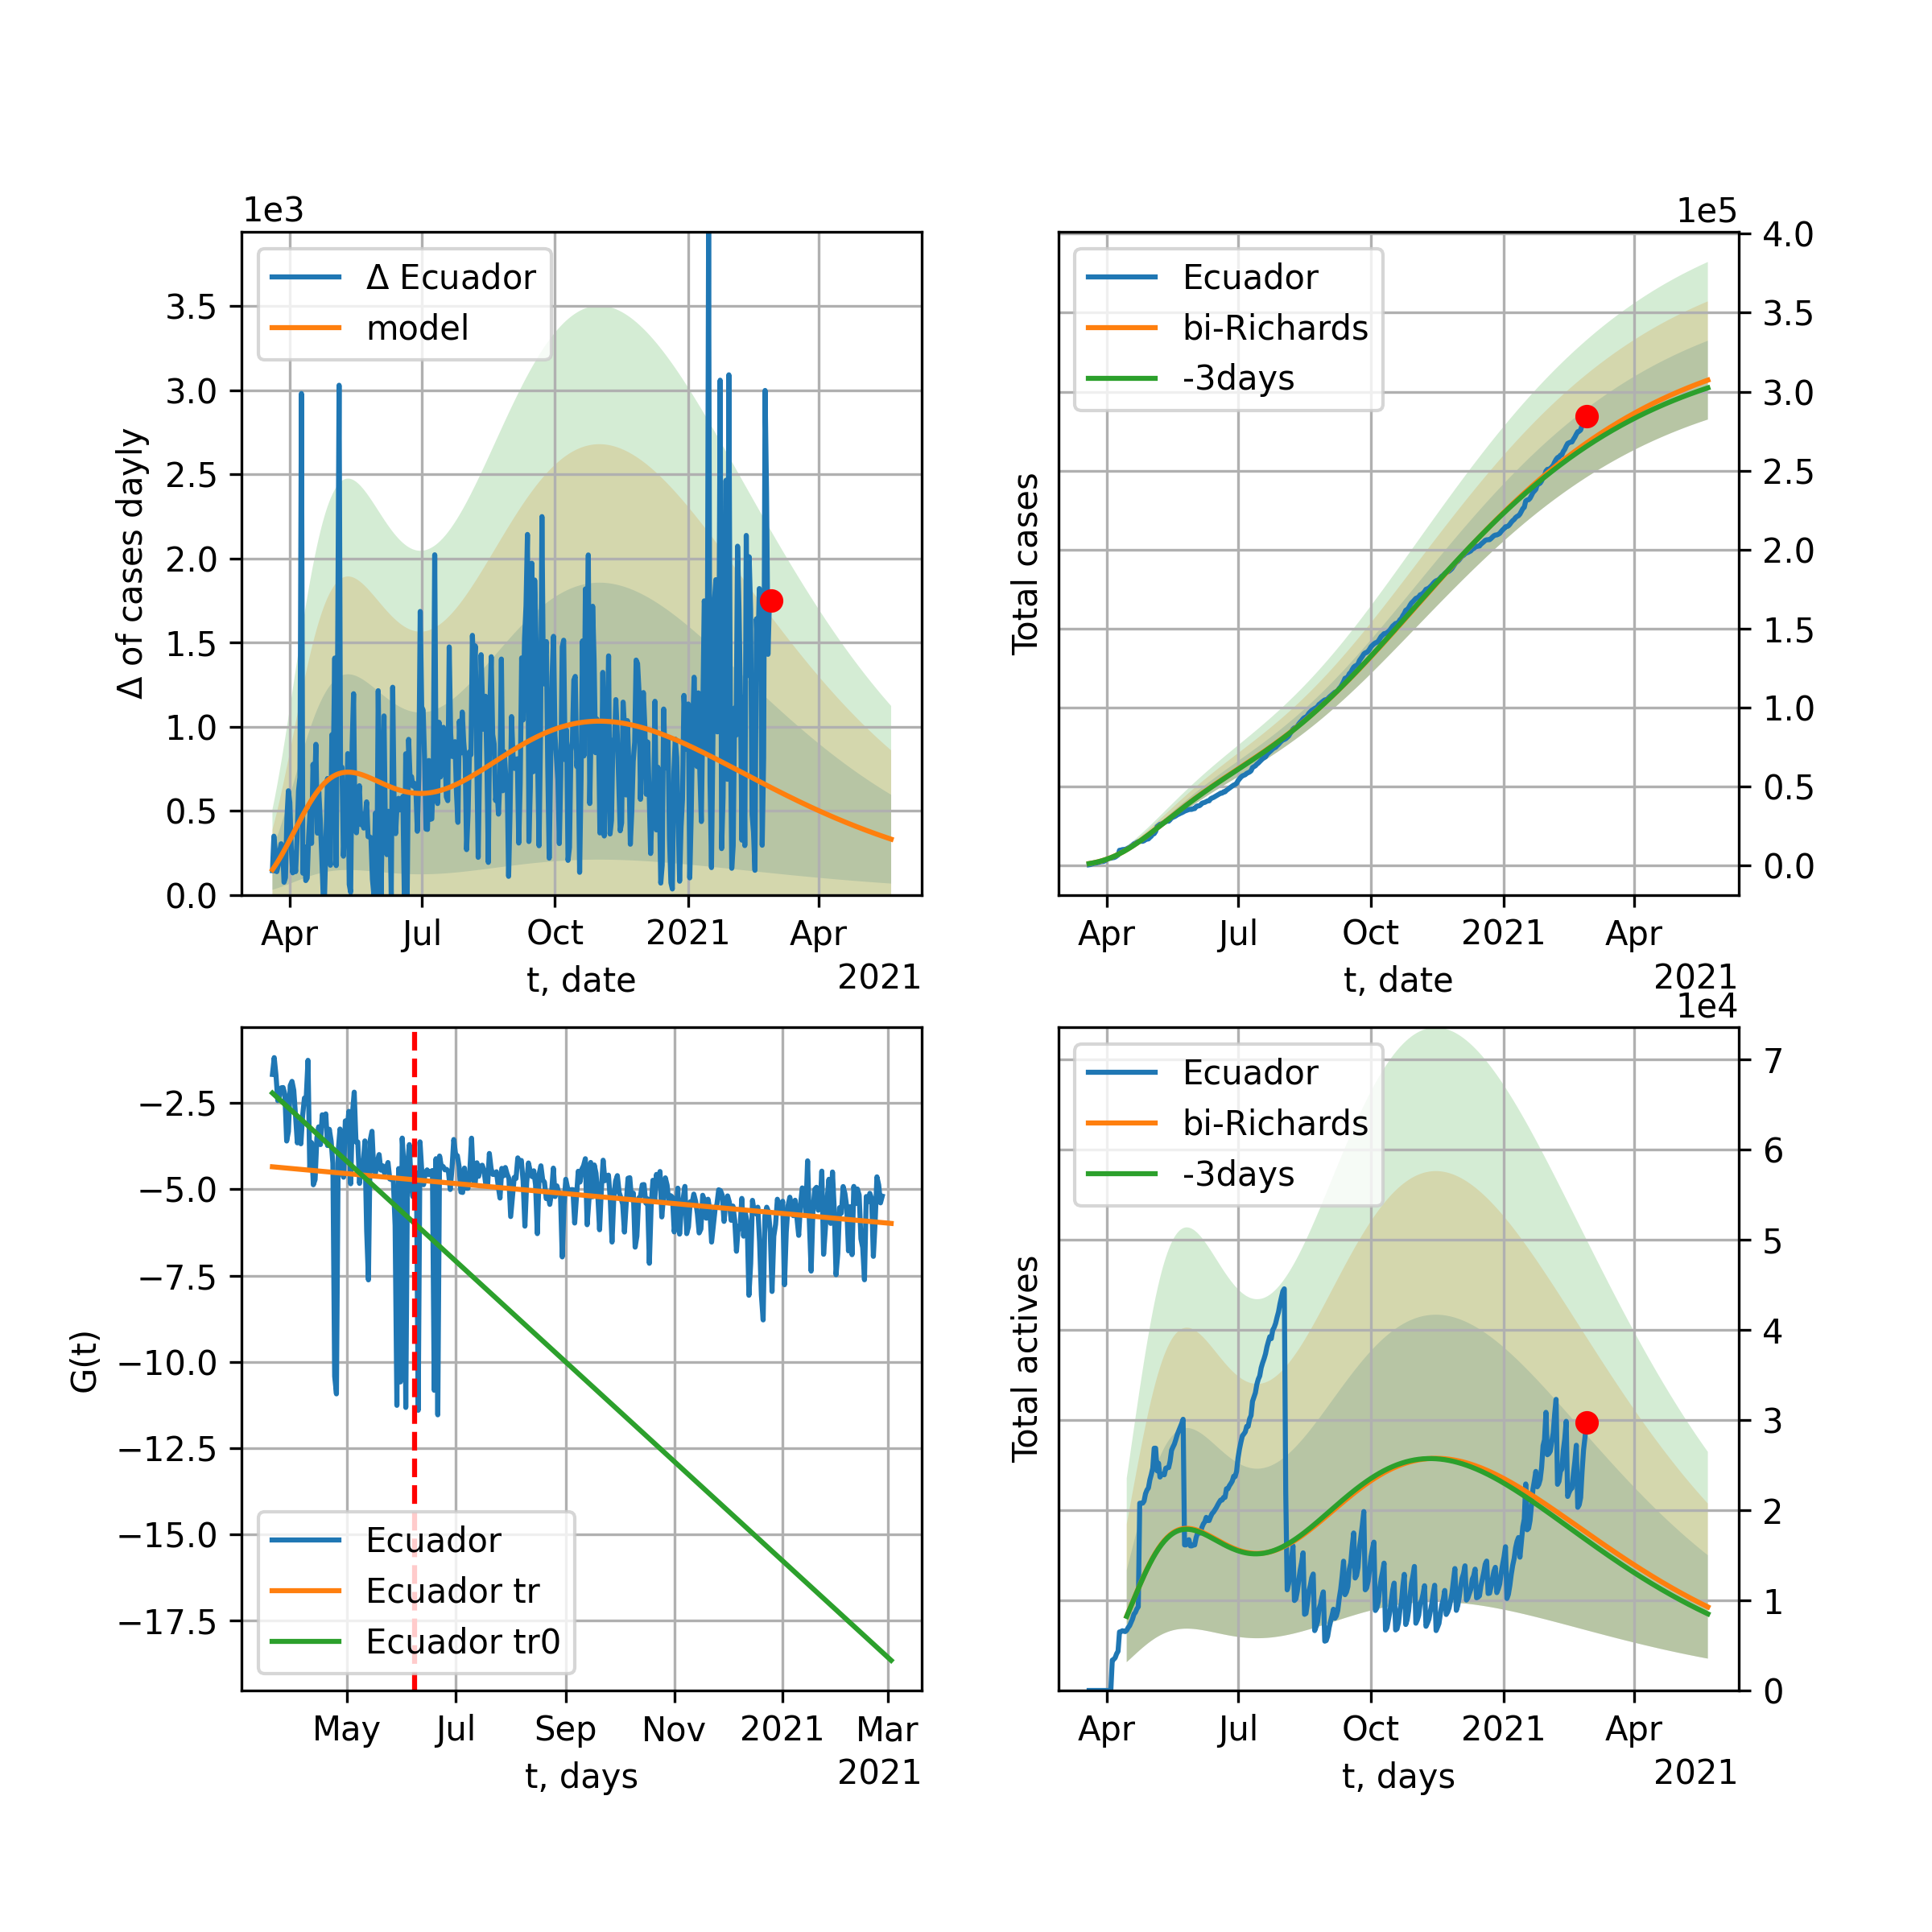 1e3
Δ Ecuador
model
3.5
3.0
2.5
2.0
1.5
1.0
0.5
0.0
Δ of cases dayly
Apr Jul Oct 2021 Apr
t, date
2021
1e5
Ecuador
bi-Richards
-3days
4.0
3.5
3.0
2.5
2.0
1.5
1.0
0.5
0.0
Total cases
Apr Jul Oct 2021 Apr
t, date
2021
−2.5
−5.0
−7.5
−10.0
−12.5
−15.0
−17.5
G(t)
Ecuador
Ecuador tr
Ecuador tr0
May Jul Sep Nov 2021 Mar
t, days
2021
1e4
Ecuador
bi-Richards
-3days
7
6
5
4
3
2
1
0
Total actives
Apr Jul Oct 2021 Apr
t, days
2021